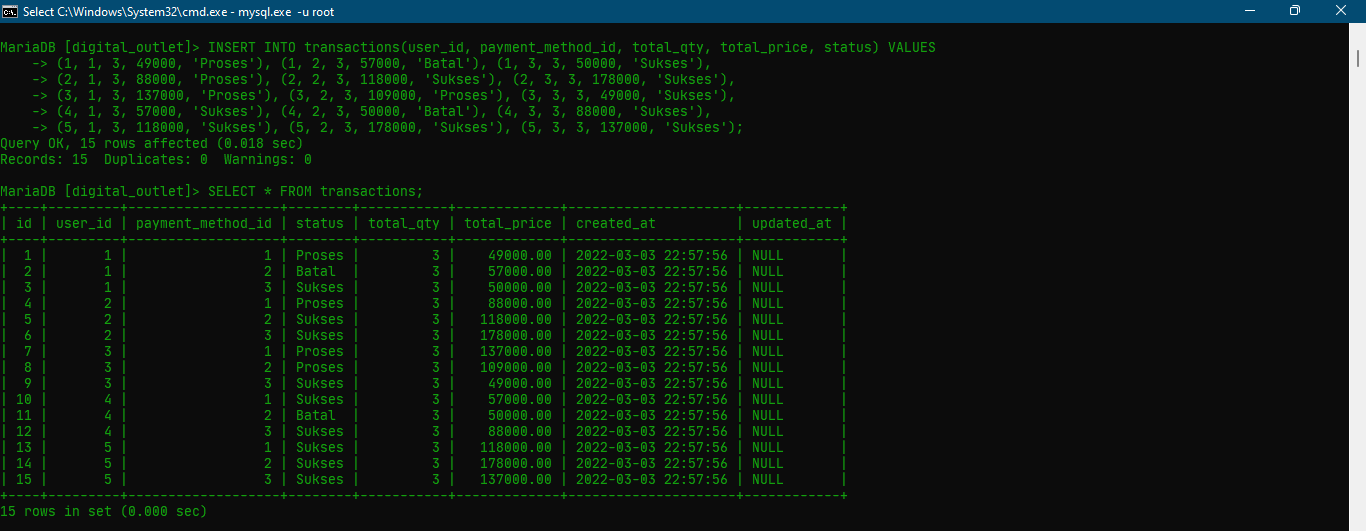 Select C:\Windows\System32\cmd.exe - mysql.exe -u root
MariaDB [digital_outlet]> INSERT INTO transactions(user_id, payment_method_id, total_qty, total_price, status) VALUES
    -> (1, 1, 3, 49000, 'Proses'), (1, 2, 3, 57000, 'Batal'), (1, 3, 3, 50000, 'Sukses'),
    -> (2, 1, 3, 88000, 'Proses'), (2, 2, 3, 118000, 'Sukses'), (2, 3, 3, 178000, 'Sukses'),
    -> (3, 1, 3, 137000, 'Proses'), (3, 2, 3, 109000, 'Proses'), (3, 3, 3, 49000, 'Sukses'),
    -> (4, 1, 3, 57000, 'Sukses'), (4, 2, 3, 50000, 'Batal'), (4, 3, 3, 88000, 'Sukses'),
    -> (5, 1, 3, 118000, 'Sukses'), (5, 2, 3, 178000, 'Sukses'), (5, 3, 3, 137000, 'Sukses');
Query OK, 15 rows affected (0.018 sec)
Records: 15  Duplicates: 0  Warnings: 0
MariaDB [digital_outlet]> SELECT * FROM transactions;
+----+---------+-------------------+--------+-----------+-------------+---------------------+------------+
| id | user_id | payment_method_id | status | total_qty | total_price | created_at          | updated_at |
+----+---------+-------------------+--------+-----------+-------------+---------------------+------------+
|  1 |       1 |                 1 | Proses |         3 |    49000.00 | 2022-03-03 22:57:56 | NULL       |
|  2 |       1 |                 2 | Batal  |         3 |    57000.00 | 2022-03-03 22:57:56 | NULL       |
|  3 |       1 |                 3 | Sukses |         3 |    50000.00 | 2022-03-03 22:57:56 | NULL       |
|  4 |       2 |                 1 | Proses |         3 |    88000.00 | 2022-03-03 22:57:56 | NULL       |
|  5 |       2 |                 2 | Sukses |         3 |   118000.00 | 2022-03-03 22:57:56 | NULL       |
|  6 |       2 |                 3 | Sukses |         3 |   178000.00 | 2022-03-03 22:57:56 | NULL       |
|  7 |       3 |                 1 | Proses |         3 |   137000.00 | 2022-03-03 22:57:56 | NULL       |
|  8 |       3 |                 2 | Proses |         3 |   109000.00 | 2022-03-03 22:57:56 | NULL       |
|  9 |       3 |                 3 | Sukses |         3 |    49000.00 | 2022-03-03 22:57:56 | NULL       |
| 10 |       4 |                 1 | Sukses |         3 |    57000.00 | 2022-03-03 22:57:56 | NULL       |
| 11 |       4 |                 2 | Batal  |         3 |    50000.00 | 2022-03-03 22:57:56 | NULL       |
| 12 |       4 |                 3 | Sukses |         3 |    88000.00 | 2022-03-03 22:57:56 | NULL       |
| 13 |       5 |                 1 | Sukses |         3 |   118000.00 | 2022-03-03 22:57:56 | NULL       |
| 14 |       5 |                 2 | Sukses |         3 |   178000.00 | 2022-03-03 22:57:56 | NULL       |
| 15 |       5 |                 3 | Sukses |         3 |   137000.00 | 2022-03-03 22:57:56 | NULL       |
+----+---------+-------------------+--------+-----------+-------------+---------------------+------------+
15 rows in set (0.000 sec)